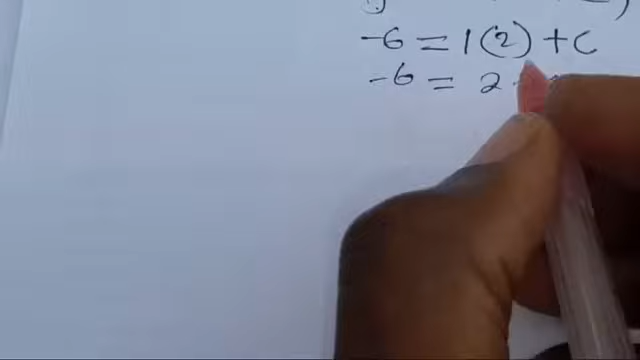 -6 = 1(2) + c
-6 = 2